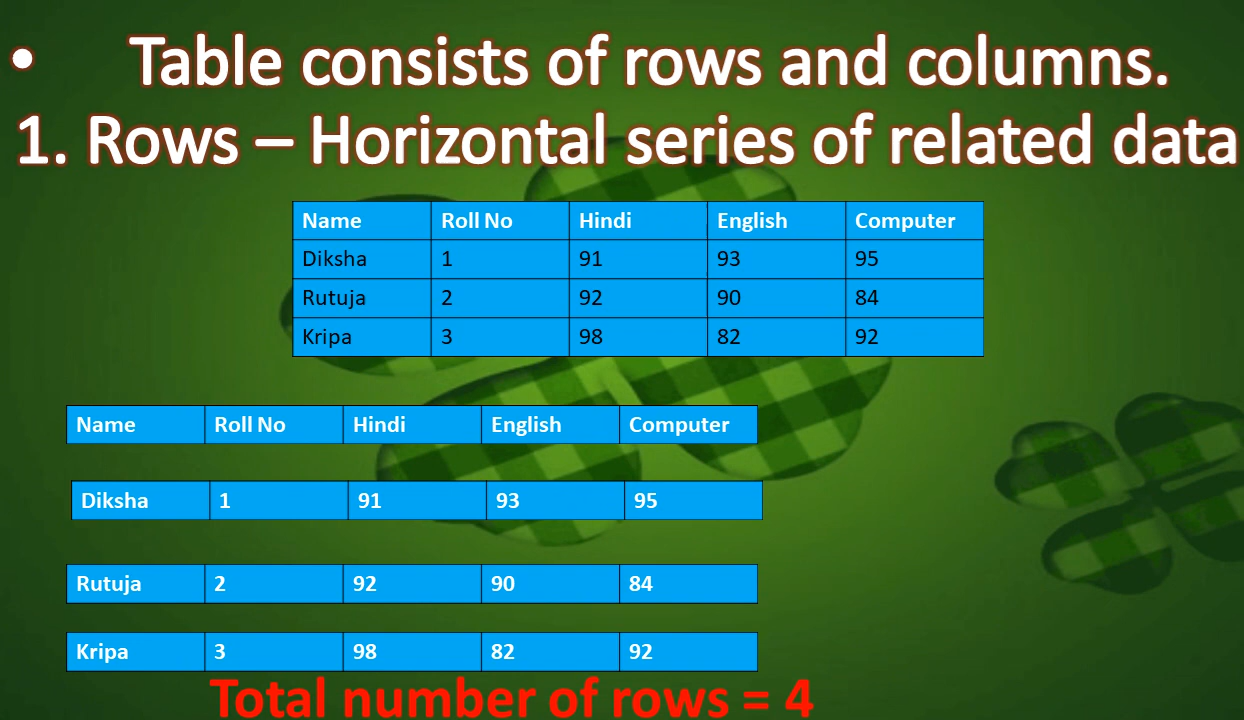 • Table consists of rows and columns.
1. Rows – Horizontal series of related data
Name Roll No Hindi English Computer
Diksha 1 91 93 95
Rutuja 2 92 90 84
Kripa 3 98 82 92
Name Roll No Hindi English Computer
Diksha 1 91 93 95
Rutuja 2 92 90 84
Kripa 3 98 82 92
Total number of rows = 4